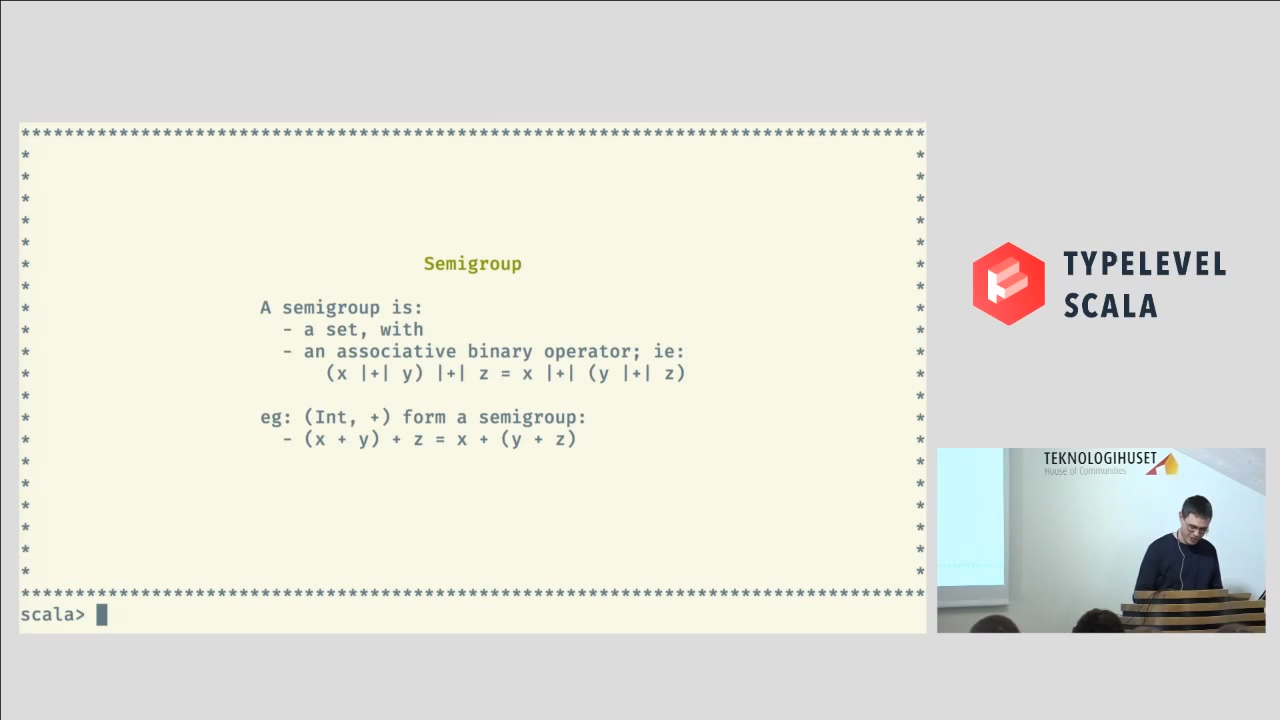 ********************************************************************************
Semigroup
A semigroup is:
- a set, with
- an associative binary operator; ie:
(x |+| y) |+| z = x |+| (y |+| z)
eg: (Int, +) form a semigroup:
- (x + y) + z = x + (y + z)
********************************************************************************
scala>
TYPELEVEL
SCALA
TEKNOLOGIHUSET
House of Communities